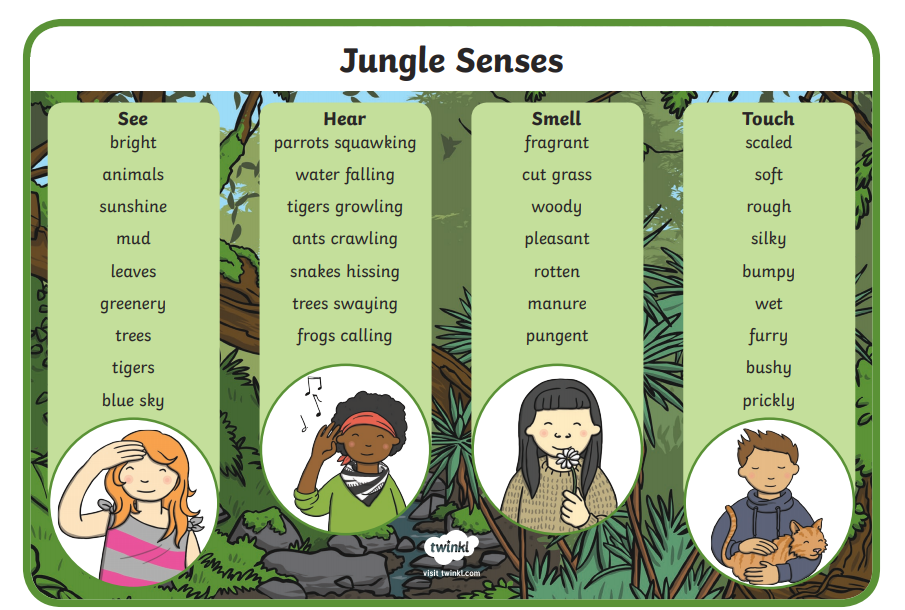 Jungle Senses
See
bright
animals
sunshine
mud
leaves
greenery
trees
tigers
blue sky
Hear
parrots squawking
water falling
tigers growling
ants crawling
snakes hissing
trees swaying
frogs calling
Smell
fragrant
cut grass
woody
pleasant
rotten
manure
pungent
Touch
scaled
soft
rough
silky
bumpy
wet
furry
bushy
prickly
twinkl
visit twinkl.com